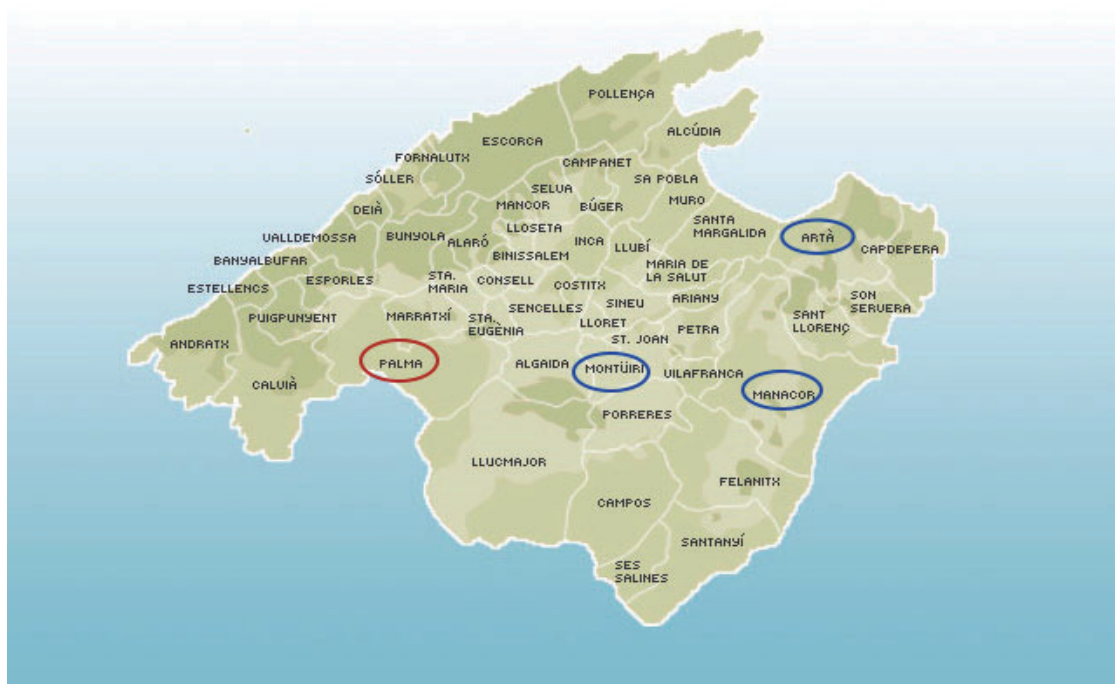 POLLENÇA
ALCÚDIA
ESCORCA
FORNALUTX
CAMPANET
SÓLLER
SA POBLA
SELVA
MANCOR
BÚGER
MURO
DEIÀ
SANTA
MARGALIDA
LLOSETA
VALLDEMOSSA
BUNYOLA
ALARÓ
INCA
LLUBÍ
ARTÀ
CAPDEPERA
BANYALBUFAR
BINISSALEM
MARIA DE
LA SALUT
ESPORLES
STA.
MARIA
CONSELL
COSTITX
ESTELLENCS
ARIANY
SON
SERVERA
SENCELLES
SINEU
PUIGPUNYENT
MARRATXÍ
STA.
EUGÈNIA
LLORET
PETRA
SANT
LLORENÇ
ST. JOAN
ANDRATX
PALMA
ALGAIDA
MONTÜIRI
VILAFRANCA
CALVIÀ
MANACOR
PORRERES
LLUCMAJOR
FELANITX
CAMPOS
SANTANYÍ
SES
SALINES